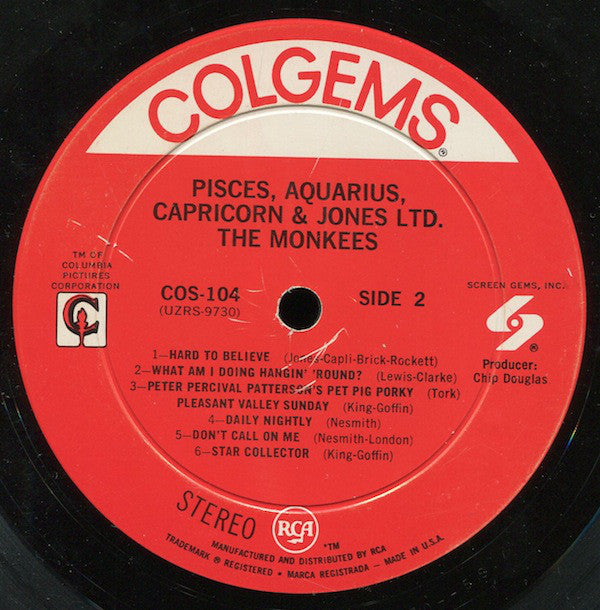 COLGEMS®
PISCES, AQUARIUS,
CAPRICORN & JONES LTD.
THE MONKEES
TM OF
COLUMBIA
PICTURES
CORPORATION
COS-104
(UZRS-9730)
SIDE 2
SCREEN GEMS, INC.
®
Producer:
Chip Douglas
1—HARD TO BELIEVE (Jones-Capli-Brick-Rockett)
2—WHAT AM I DOING HANGIN' 'ROUND? (Lewis-Clarke)
3—PETER PERCIVAL PATTERSON'S PET PIG PORKY (Tork)
PLEASANT VALLEY SUNDAY (King-Goffin)
4—DAILY NIGHTLY (Nesmith)
5—DON'T CALL ON ME (Nesmith-London)
6—STAR COLLECTOR (King-Goffin)
STEREO
RCA
*TM
MANUFACTURED AND DISTRIBUTED BY RCA
TRADEMARK ® REGISTERED • MARCA REGISTRADA – MADE IN U.S.A.